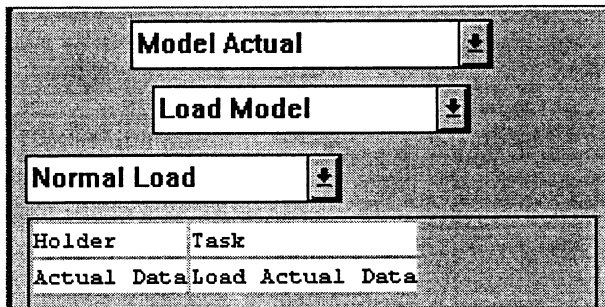 Model Actual
Load Model
Normal Load
Holder Task
Actual Data Load Actual Data